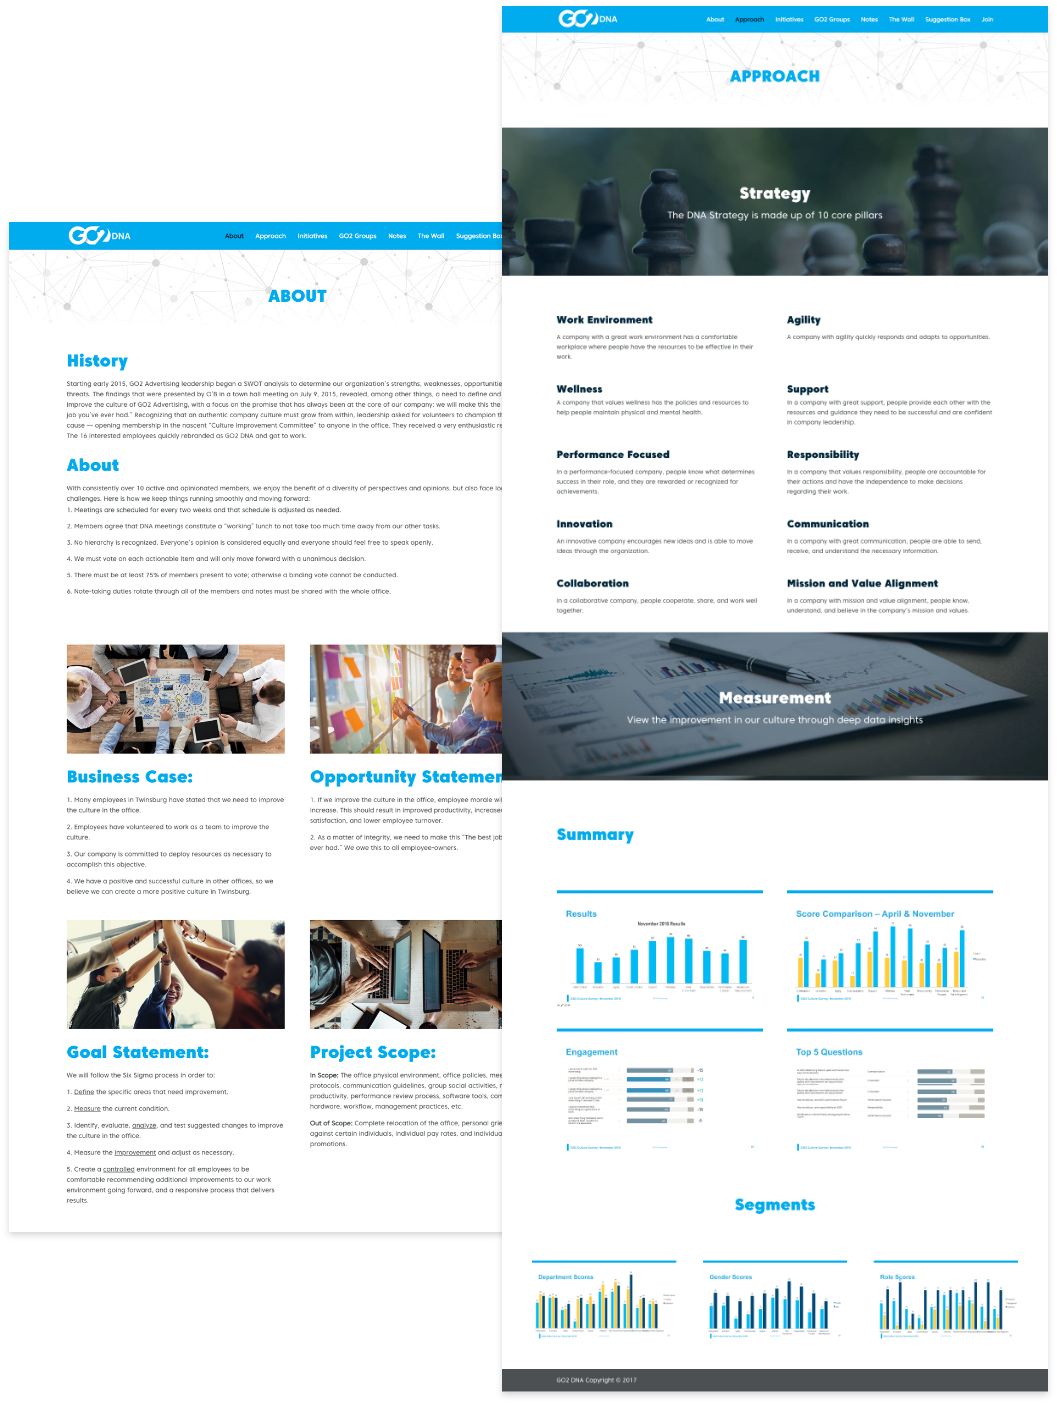 GO2 DNA
About
Approach
Initiatives
GO2 Groups
Notes
The Wall
Suggestion
ABOUT
History
Starting early 2015, GO2 Advertising leadership began a SWOT analysis to determine our organization's strengths, weaknesses,
threats. The findings that were presented by O'B in a town hall meeting on July 9, 2015, revealed, among other things, a need to define and
improve the culture of GO2 Advertising, with a focus on the promise that has always been at the core of our company: we will make this the
job you've ever had." Recognizing that an authentic company culture must grow from within, leadership asked for volunteers to champion
cause — opening membership in the nascent "Culture Improvement Committee" to anyone in the office. They received a very enthusiastic
The 16 interested employees quickly rebranded as GO2 DNA and got to work.
About
With consistently over 10 active and opinionated members, we enjoy the benefit of a diversity of perspectives and opinions, but also face
challenges. Here is how we keep things running smoothly and moving forward:
1. Meetings are scheduled for every two weeks and that schedule is adjusted as needed.
2. Members agree that DNA meetings constitute a "working" lunch to not take too much time away from our other tasks.
3. No hierarchy is recognized. Everyone's opinion is considered equally and everyone should feel free to speak openly.
4. We must vote on each actionable item and will only move forward with a unanimous decision.
5. There must be at least 75% of members present to vote; otherwise a binding vote cannot be conducted.
6. Note-taking duties rotate through all of the members and notes must be shared with the whole office.
Business Case:
1. Many employees in Twinsburg have stated that we need to improve
the culture in the office.
2. Employees have volunteered to work as a team to improve the
culture.
3. Our company is committed to deploy resources as necessary to
accomplish this objective.
4. We have a positive and successful culture in other offices, so we
believe we can create a more positive culture in Twinsburg.
Opportunity
1. If we improve the culture in the office, employee morale
increase. This should result in improved productivity,
satisfaction, and lower employee turnover.
2. As a matter of integrity, we need to make this "The best job
ever had." We owe this to all employee-owners.
Goal Statement:
We will follow the Six Sigma process in order to:
1. Define the specific areas that need improvement.
2. Measure the current condition.
3. Identify, evaluate, analyze, and test suggested changes to improve
the culture in the office.
4. Measure the improvement and adjust as necessary.
5. Create a controlled environment for all employees to be
comfortable recommending additional improvements to our work
environment going forward, and a responsive process that delivers
results.
Project Scope:
In Scope: The office physical environment, office policies,
protocols, communication guidelines, group social activities,
productivity, performance review process, software tools,
hardware, workflow, management practices, etc.
Out of Scope: Complete relocation of the office, personal
against certain individuals, individual pay rates, and
promotions.
GO2 DNA
About
Approach
Initiatives
GO2 Groups
Notes
The Wall
Suggestion Box
Join
APPROACH
Strategy
The DNA Strategy is made up of 10 core pillars
Work Environment
A company with a great work environment has a comfortable
workplace where people have the resources to be effective in their
work.
Agility
A company with agility quickly responds and adapts to opportunities.
Wellness
A company that values wellness has the policies and resources to
help people maintain physical and mental health.
Support
In a company with great support, people provide each other with the
resources and guidance they need to be successful and are confident
in company leadership.
Performance Focused
In a performance-focused company, people know what determines
success in their role, and they are rewarded or recognized for
achievements.
Responsibility
In a company that values responsibility, people are accountable for
their actions and have the independence to make decisions
regarding their work.
Innovation
An innovative company encourages new ideas and is able to move
ideas through the organization.
Communication
In a company with great communication, people are able to send,
receive, and understand the necessary information.
Collaboration
In a collaborative company, people cooperate, share, and work well
together.
Mission and Value Alignment
In a company with mission and value alignment, people know,
understand, and believe in the company's mission and values.
Measurement
View the improvement in our culture through deep data insights
Summary
Results
November 2016 Results
Score Comparison – April & November
Engagement
Top 5 Questions
Segments
Department Scores
Gender Scores
Role Scores
GO2 DNA Copyright © 2017